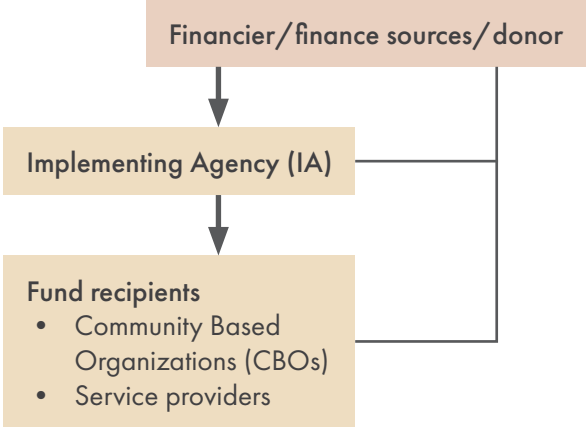 Financier/finance sources/donor
Implementing Agency (IA)
Fund recipients
• Community Based
Organizations (CBOs)
• Service providers